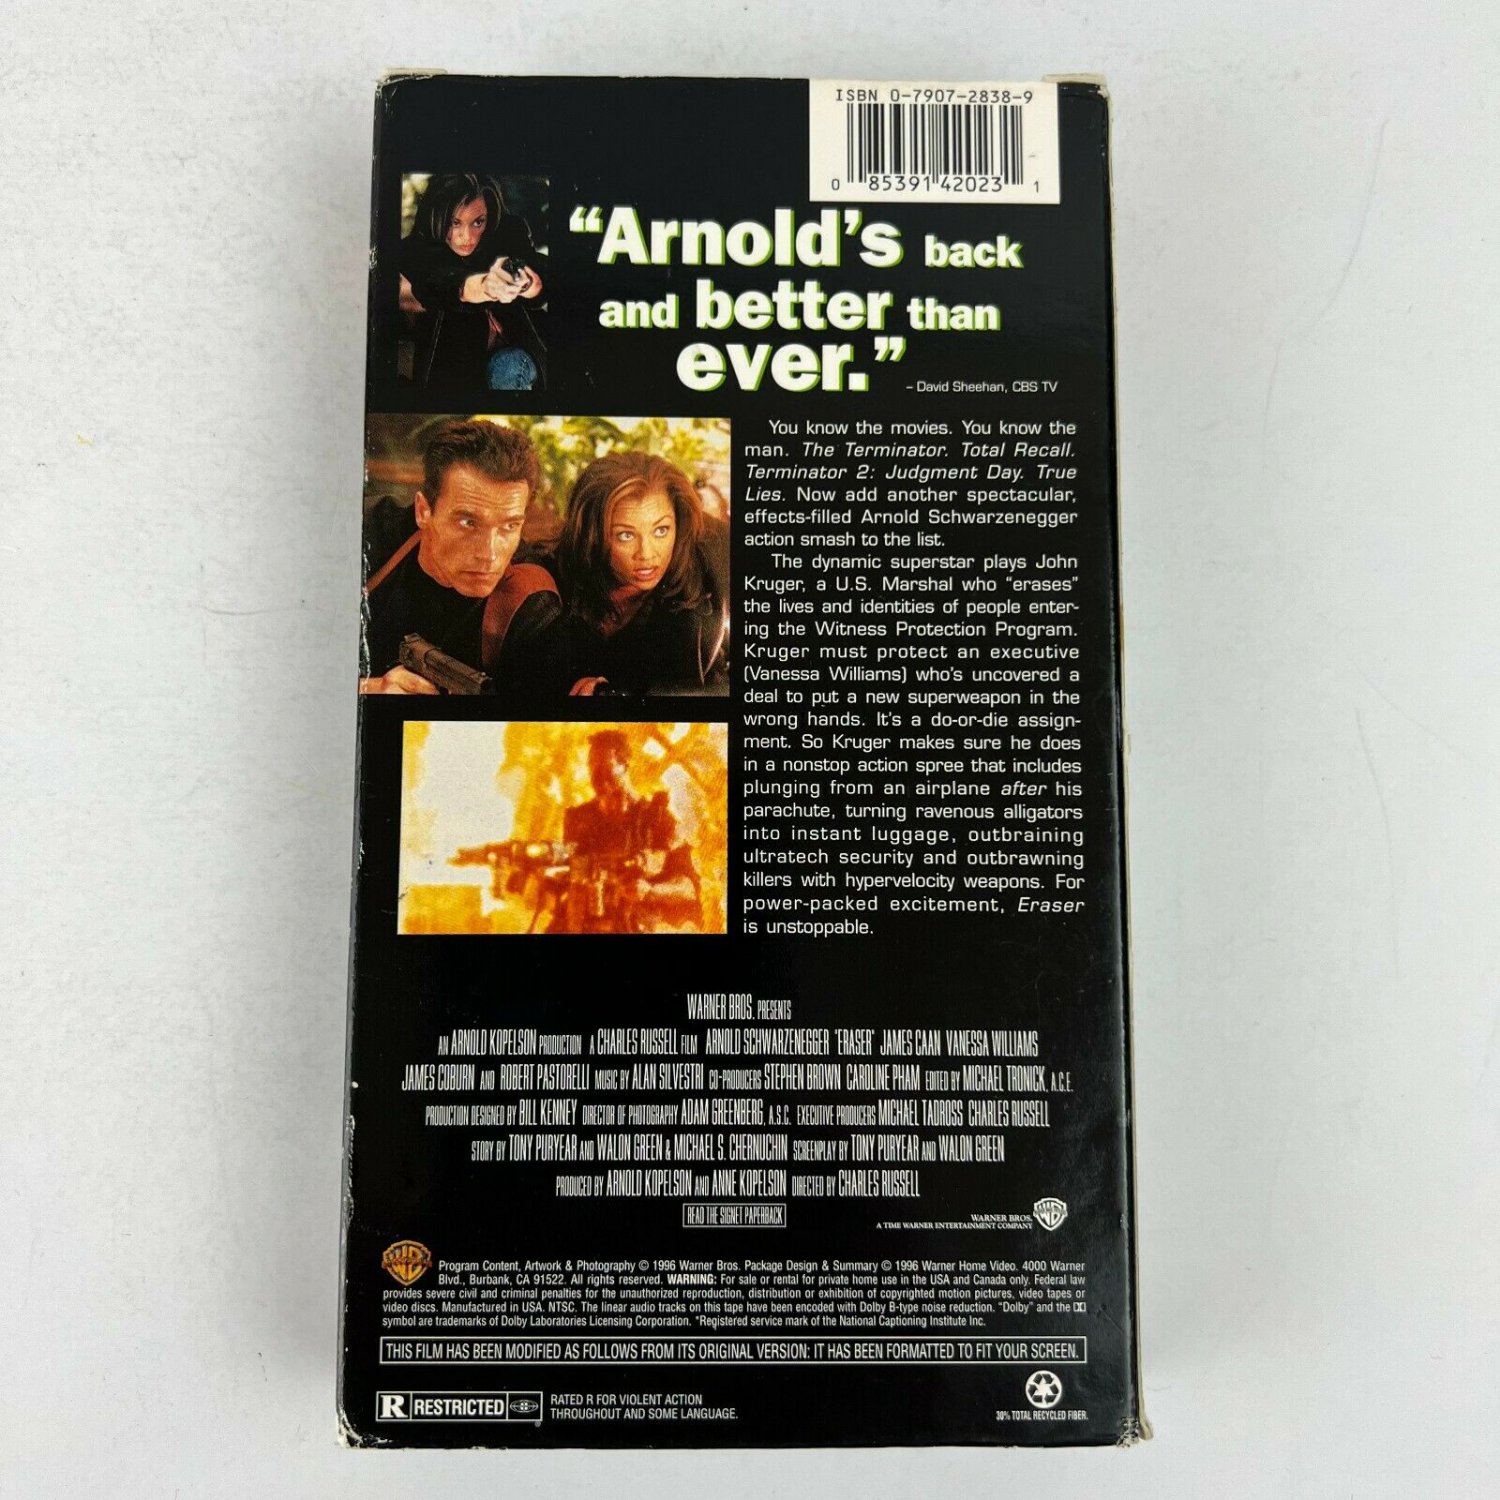 ISBN 0-7907-2838-9
0 85391 42023 1
“Arnold’s back
and better than
ever.”
– David Sheehan, CBS TV
You know the movies. You know the
man. The Terminator. Total Recall.
Terminator 2: Judgment Day. True
Lies. Now add another spectacular,
effects-filled Arnold Schwarzenegger
action smash to the list.
The dynamic superstar plays John
Kruger, a U.S. Marshal who “erases”
the lives and identities of people enter-
ing the Witness Protection Program.
Kruger must protect an executive
(Vanessa Williams) who’s uncovered a
deal to put a new superweapon in the
wrong hands. It’s a do-or-die assign-
ment. So Kruger makes sure he does
in a nonstop action spree that includes
plunging from an airplane after his
parachute, turning ravenous alligators
into instant luggage, outbraining
ultratech security and outbrawning
killers with hypervelocity weapons. For
power-packed excitement, Eraser
is unstoppable.
WARNER BROS. PRESENTS
AN ARNOLD KOPELSON PRODUCTION A CHARLES RUSSELL FILM ARNOLD SCHWARZENEGGER "ERASER" JAMES CAAN VANESSA WILLIAMS
JAMES COBURN AND ROBERT PASTORELLI MUSIC BY ALAN SILVESTRI CO-PRODUCERS STEPHEN BROWN CAROLINE PHAM EDITED BY MICHAEL TRONICK, A.C.E.
PRODUCTION DESIGNED BY BILL KENNEY DIRECTOR OF PHOTOGRAPHY ADAM GREENBERG, A.S.C. EXECUTIVE PRODUCERS MICHAEL TADROSS CHARLES RUSSELL
STORY BY TONY PURYEAR AND WALON GREEN & MICHAEL S. CHERNUCHIN SCREENPLAY BY TONY PURYEAR AND WALON GREEN
PRODUCED BY ARNOLD KOPELSON AND ANNE KOPELSON DIRECTED BY CHARLES RUSSELL
READ THE SIGNET PAPERBACK
WARNER BROS.
A TIME WARNER ENTERTAINMENT COMPANY
Program Content, Artwork & Photography © 1996 Warner Bros. Package Design & Summary © 1996 Warner Home Video. 4000 Warner
Blvd., Burbank, CA 91522. All rights reserved. WARNING: For sale or rental for private home use in the USA and Canada only. Federal law
provides severe civil and criminal penalties for the unauthorized reproduction, distribution or exhibition of copyrighted motion pictures, video tapes or
video discs. Manufactured in USA. NTSC. The linear audio tracks on this tape have been encoded with Dolby B-type noise reduction. “Dolby” and the
symbol are trademarks of Dolby Laboratories Licensing Corporation. *Registered service mark of the National Captioning Institute Inc.
THIS FILM HAS BEEN MODIFIED AS FOLLOWS FROM ITS ORIGINAL VERSION: IT HAS BEEN FORMATTED TO FIT YOUR SCREEN.
R RESTRICTED ®
RATED R FOR VIOLENT ACTION
THROUGHOUT AND SOME LANGUAGE.
30% TOTAL RECYCLED FIBER.